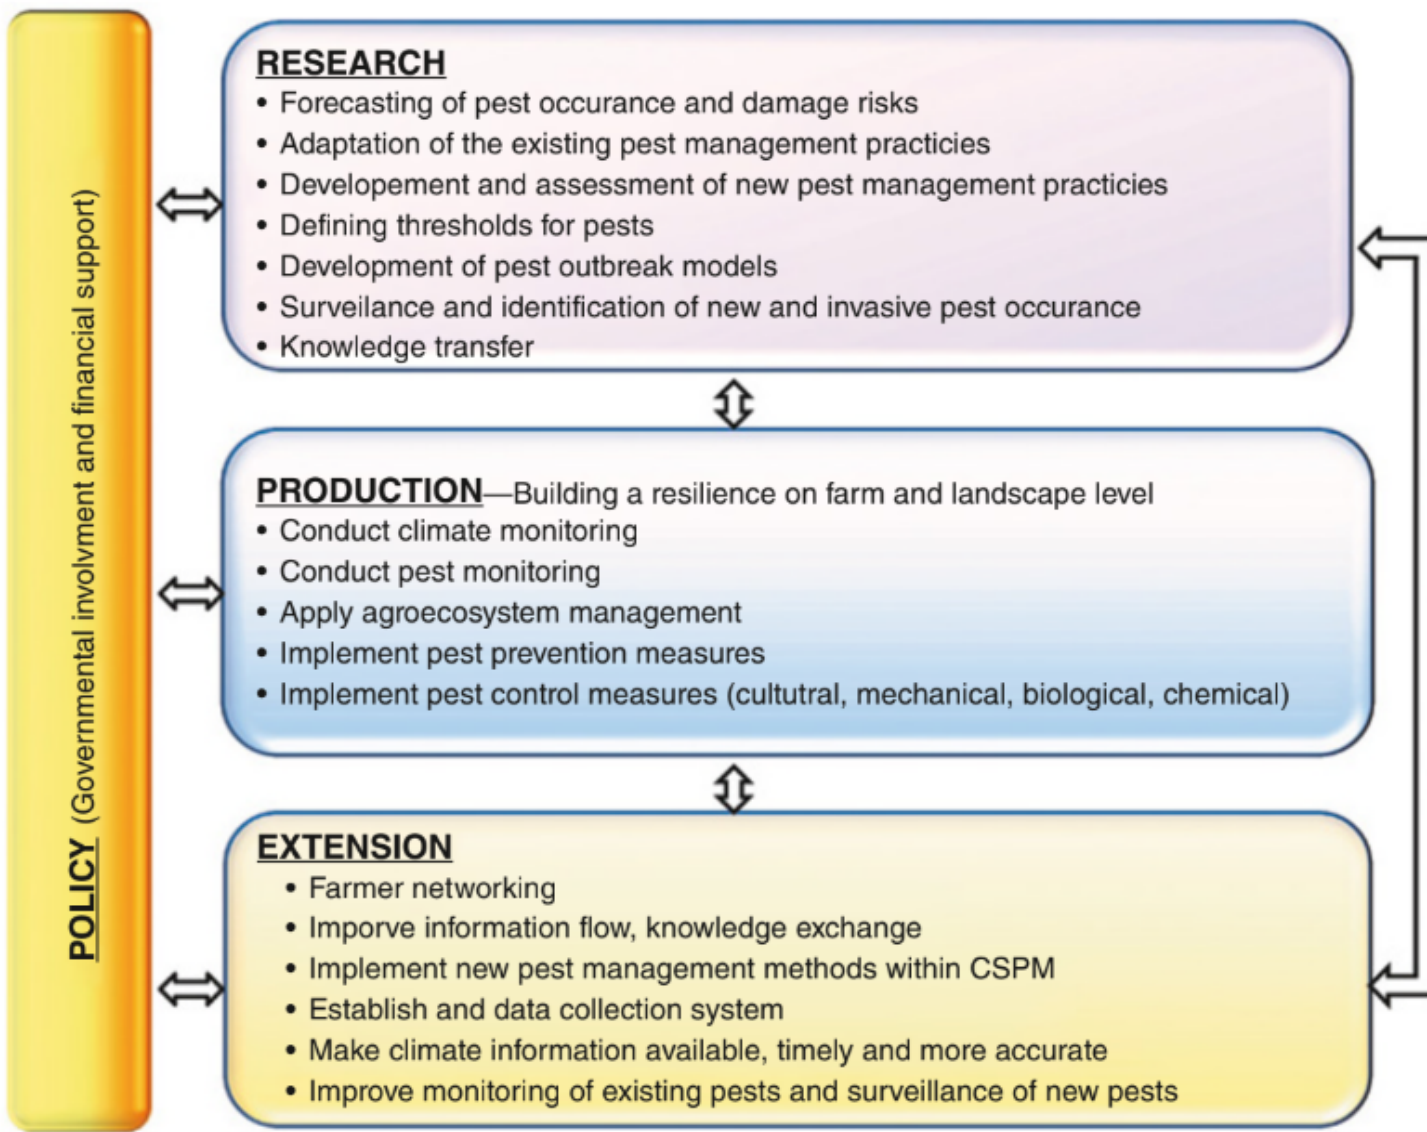 POLICY (Governmental involvment and financial support)
RESEARCH
• Forecasting of pest occurance and damage risks
• Adaptation of the existing pest management practicies
• Developement and assessment of new pest management practicies
• Defining thresholds for pests
• Development of pest outbreak models
• Surveilance and identification of new and invasive pest occurance
• Knowledge transfer
PRODUCTION—Building a resilience on farm and landscape level
• Conduct climate monitoring
• Conduct pest monitoring
• Apply agroecosystem management
• Implement pest prevention measures
• Implement pest control measures (cultutral, mechanical, biological, chemical)
EXTENSION
• Farmer networking
• Imporve information flow, knowledge exchange
• Implement new pest management methods within CSPM
• Establish and data collection system
• Make climate information available, timely and more accurate
• Improve monitoring of existing pests and surveillance of new pests